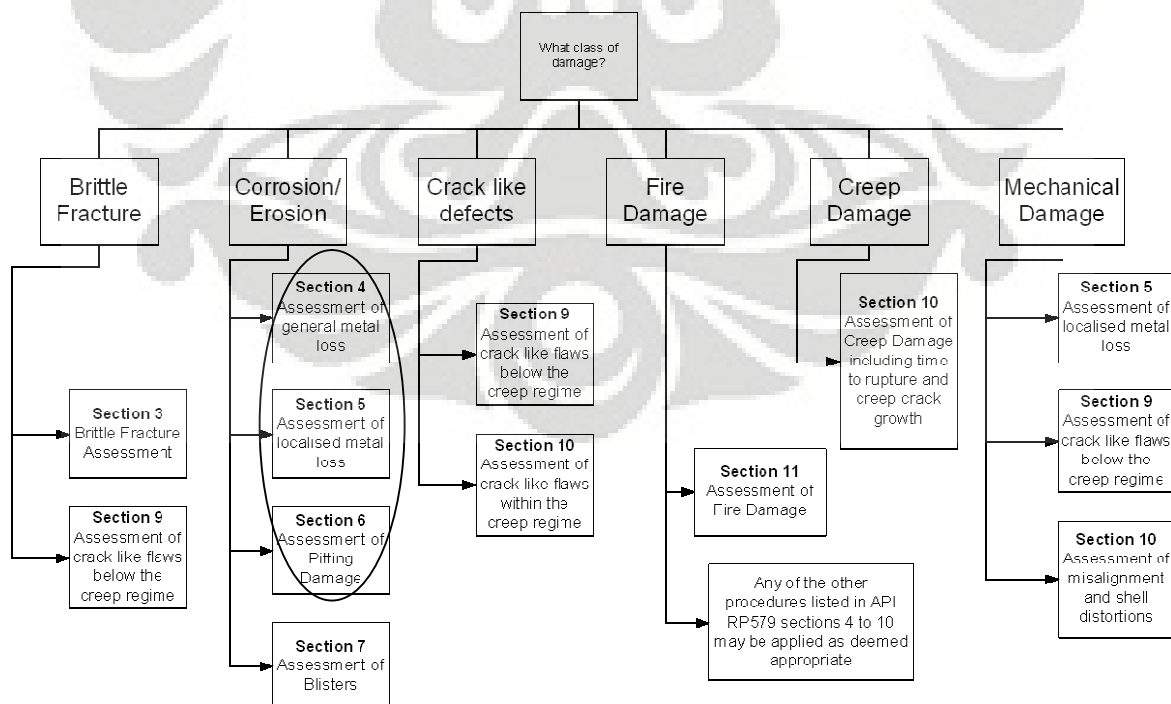 What class of
damage?
Brittle
Fracture
Corrosion/
Erosion
Crack like
defects
Fire
Damage
Creep
Damage
Mechanical
Damage
Section 3
Brittle Fracture
Assessment
Section 9
Assessment of
crack like flaws
below the
creep regime
Section 4
Assessment of
general metal
loss
Section 5
Assessment of
localised metal
loss
Section 6
Assessment of
Pitting
Damage
Section 7
Assessment of
Blisters
Section 9
Assessment of
crack like flaws
below the
creep regime
Section 10
Assessment of
crack like flaws
within the
creep regime
Section 11
Assessment of
Fire Damage
Any of the other
procedures listed in API
RP579 sections 4 to 10
may be applied as deemed
appropriate
Section 10
Assessment of
Creep Damage
including time
to rupture and
creep crack
growth
Section 5
Assessment of
localised metal
loss
Section 9
Assessment of
crack like flaws
below the
creep regime
Section 10
Assessment of
misalignment
and shell
distortions